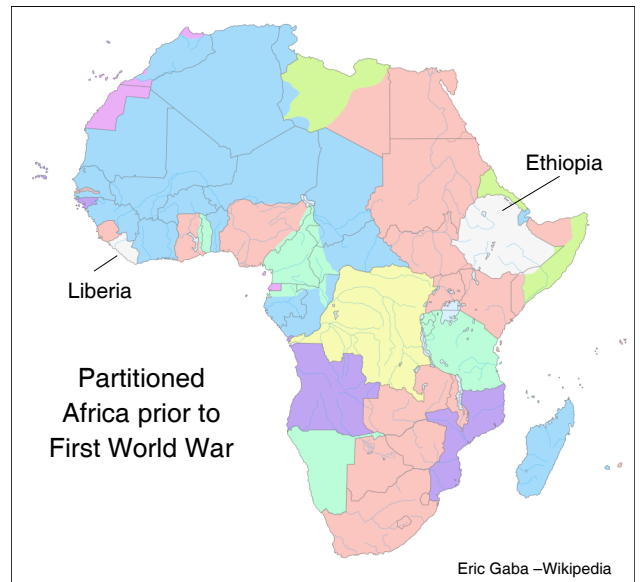 Ethiopia
Liberia
Partitioned
Africa prior to
First World War
Eric Gaba –Wikipedia